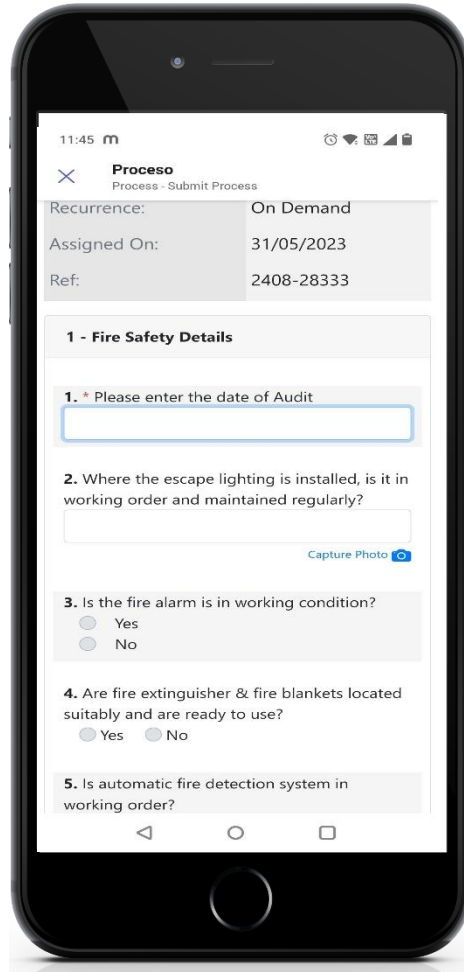 11:45 m
Proceso
Process - Submit Process
Recurrence: On Demand
Assigned On: 31/05/2023
Ref: 2408-28333
1 - Fire Safety Details
1. * Please enter the date of Audit
2. Where the escape lighting is installed, is it in
working order and maintained regularly?
Capture Photo
3. Is the fire alarm is in working condition?
Yes
No
4. Are fire extinguisher & fire blankets located
suitably and are ready to use?
Yes No
5. Is automatic fire detection system in
working order?